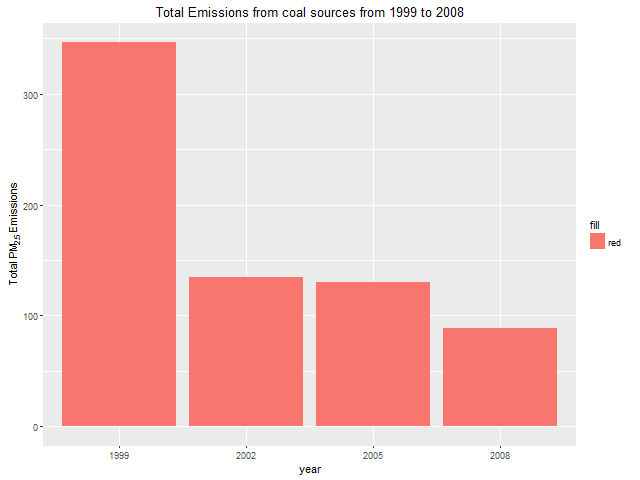 Total Emissions from coal sources from 1999 to 2008
Total PM2.5 Emissions
300
200
100
0
1999 2002 2005 2008
year
fill
red